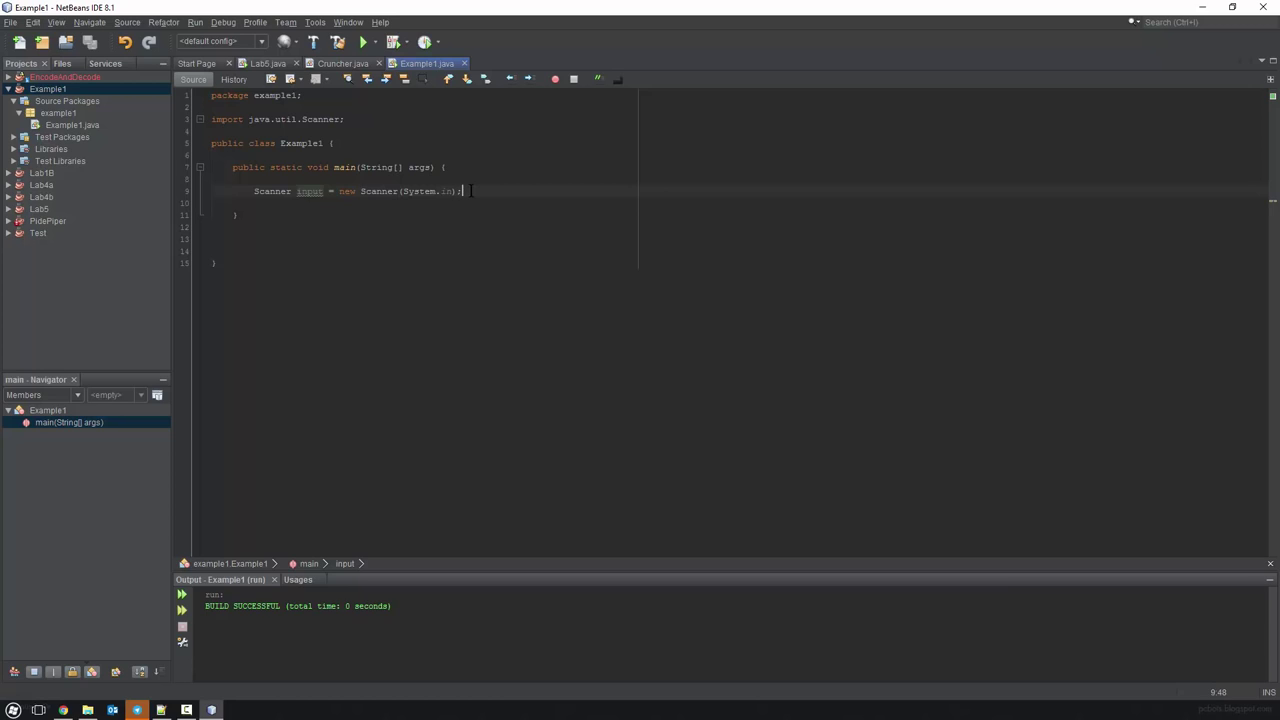 Example1 - NetBeans IDE 8.1
File Edit View Navigate Source Refactor Run Debug Profile Team Tools Window Help
Search (Ctrl+I)
<default config>
Projects Files Services
Start Page Lab5.java Cruncher.java Example1.java
Source History
EncodeAndDecode
Example1
Source Packages
example1
Example1.java
Test Packages
Libraries
Test Libraries
Lab1B
Lab4a
Lab4b
Lab5
PidePiper
Test
1 package example1;
2
3 import java.util.Scanner;
4
5 public class Example1 {
6
7 public static void main(String[] args) {
8
9 Scanner input = new Scanner(System.in);
10
11 }
12
13
14
15 }
main - Navigator
Members <empty>
Example1
main(String[] args)
example1.Example1 main input
Output - Example1 (run) Usages
run:
BUILD SUCCESSFUL (total time: 0 seconds)
9:48 INS